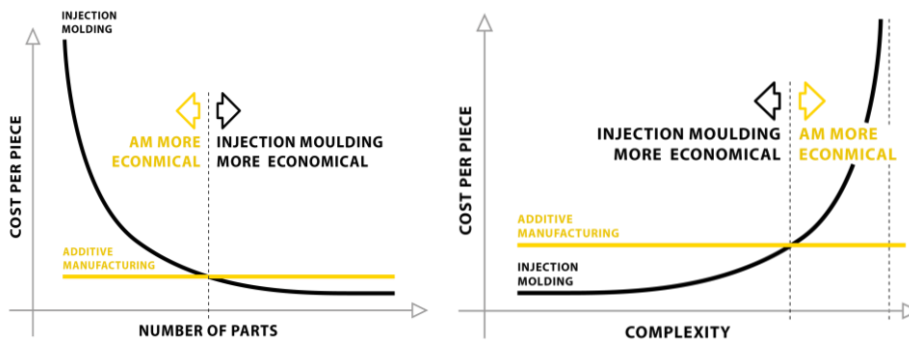 INJECTION
MOLDING
COST PER PIECE
AM MORE
ECONMICAL
INJECTION MOULDING
MORE ECONOMICAL
ADDITIVE
MANUFACTURING
NUMBER OF PARTS
COST PER PIECE
INJECTION MOULDING
MORE ECONOMICAL
AM MORE
ECONMICAL
ADDITIVE
MANUFACTURING
INJECTION
MOLDING
COMPLEXITY